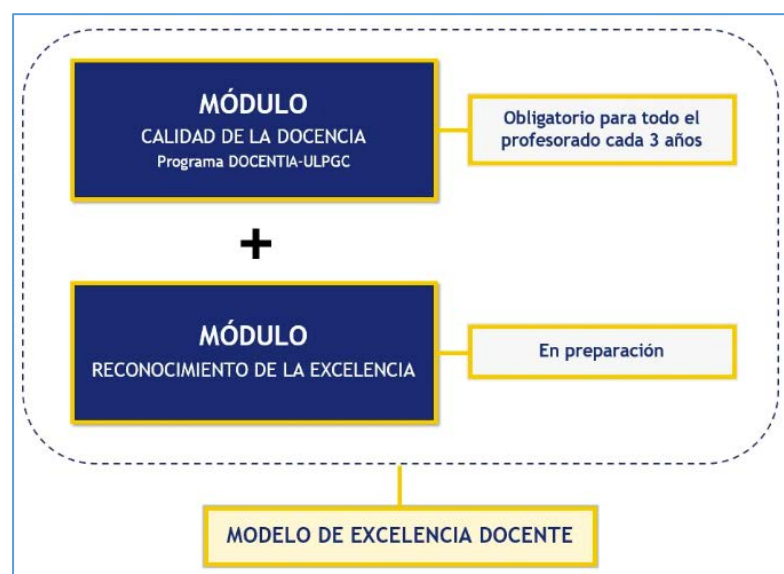 MÓDULO
CALIDAD DE LA DOCENCIA
Programa DOCENTIA-ULPGC
Obligatorio para todo el
profesorado cada 3 años
+
MÓDULO
RECONOCIMIENTO DE LA EXCELENCIA
En preparación
MODELO DE EXCELENCIA DOCENTE